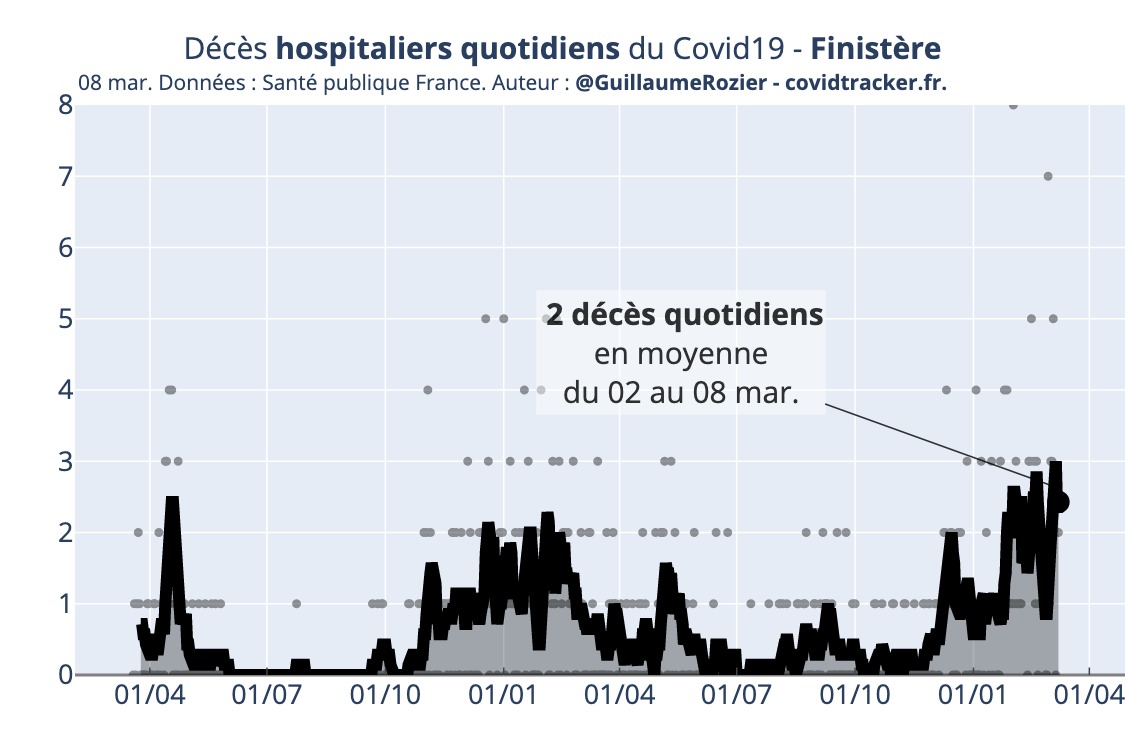 Décès hospitaliers quotidiens du Covid19 - Finistère
08 mar. Données : Santé publique France. Auteur : @GuillaumeRozier - covidtracker.fr.
8
7
6
5
4
3
2
1
0
2 décès quotidiens
en moyenne
du 02 au 08 mar.
01/04 01/07 01/10 01/01 01/04 01/07 01/10 01/01 01/04